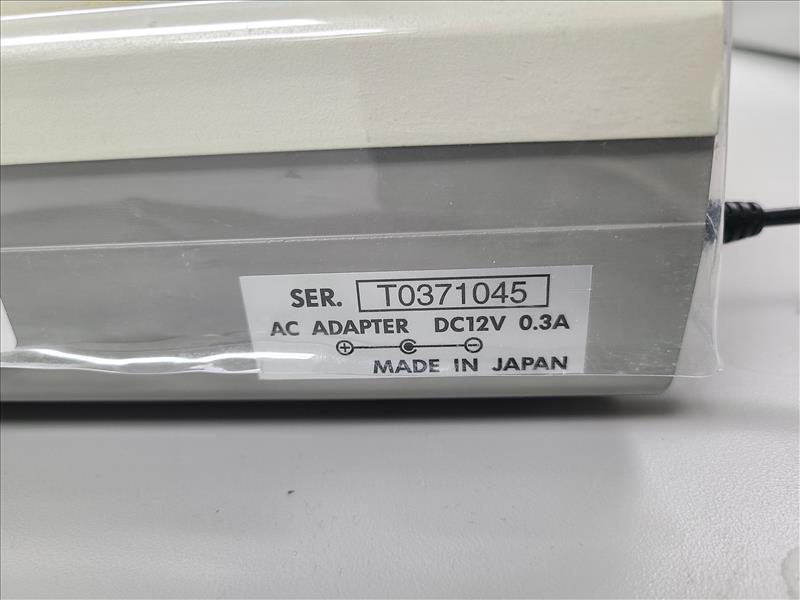 SER. T0371045
AC ADAPTER DC12V 0.3A
MADE IN JAPAN